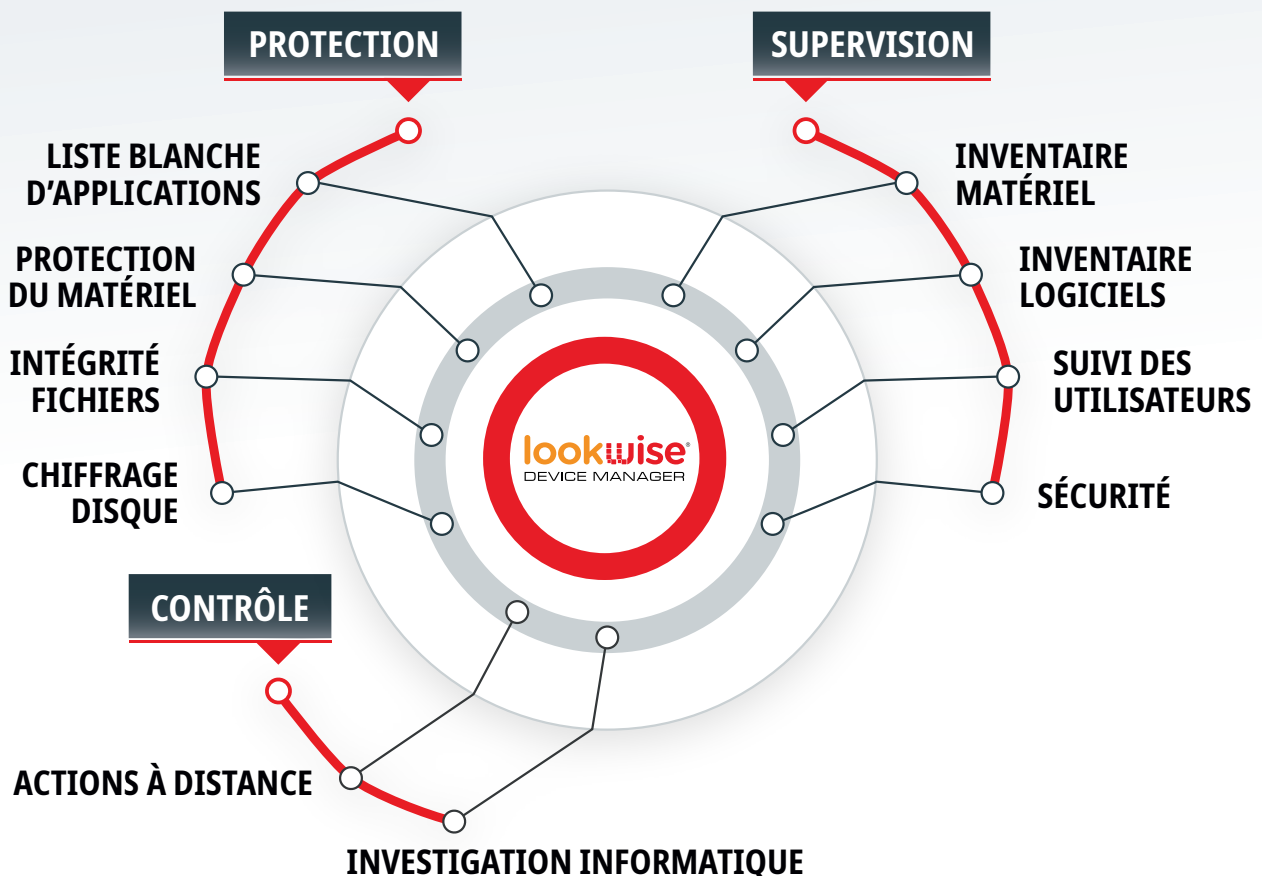 PROTECTION
LISTE BLANCHE
D’APPLICATIONS
PROTECTION
DU MATÉRIEL
INTÉGRITÉ
FICHIERS
CHIFFRAGE
DISQUE
SUPERVISION
INVENTAIRE
MATÉRIEL
INVENTAIRE
LOGICIELS
SUIVI DES
UTILISATEURS
SÉCURITÉ
lookwise®
DEVICE MANAGER
CONTRÔLE
ACTIONS À DISTANCE
INVESTIGATION INFORMATIQUE